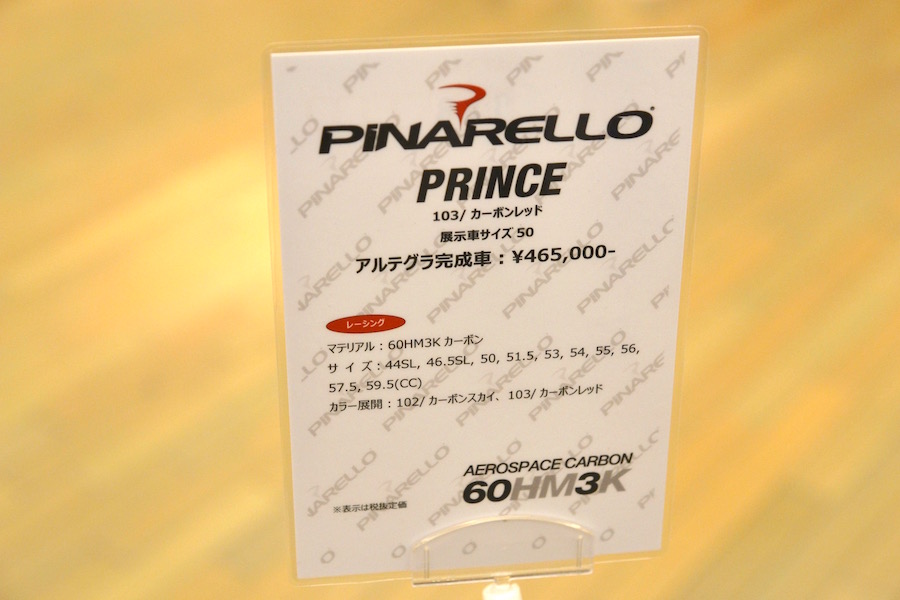 PINARELLO
PRINCE
103/ カーボンレッド
展示車サイズ 50
アルテグラ完成車：¥465,000-
レーシング
マテリアル：60HM3K カーボン
サ イ ズ：44SL, 46.5SL, 50, 51.5, 53, 54, 55, 56,
57.5, 59.5(CC)
カラー展開：102/ カーボンスカイ、103/ カーボンレッド
AEROSPACE CARBON
60HM3K
※表示は税抜定価